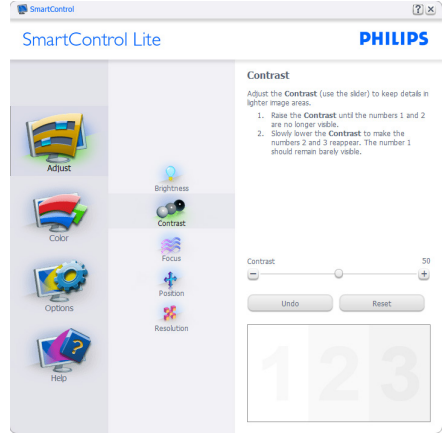 SmartControl
SmartControl Lite
PHILIPS
Adjust
Color
Options
Help
Brightness
Contrast
Focus
Position
Resolution
Contrast
Adjust the Contrast (use the slider) to keep details in
lighter image areas.
1. Raise the Contrast until the numbers 1 and 2
are no longer visible.
2. Slowly lower the Contrast to make the
numbers 2 and 3 reappear. The number 1
should remain barely visible.
Contrast 50
Undo Reset
1 2 3